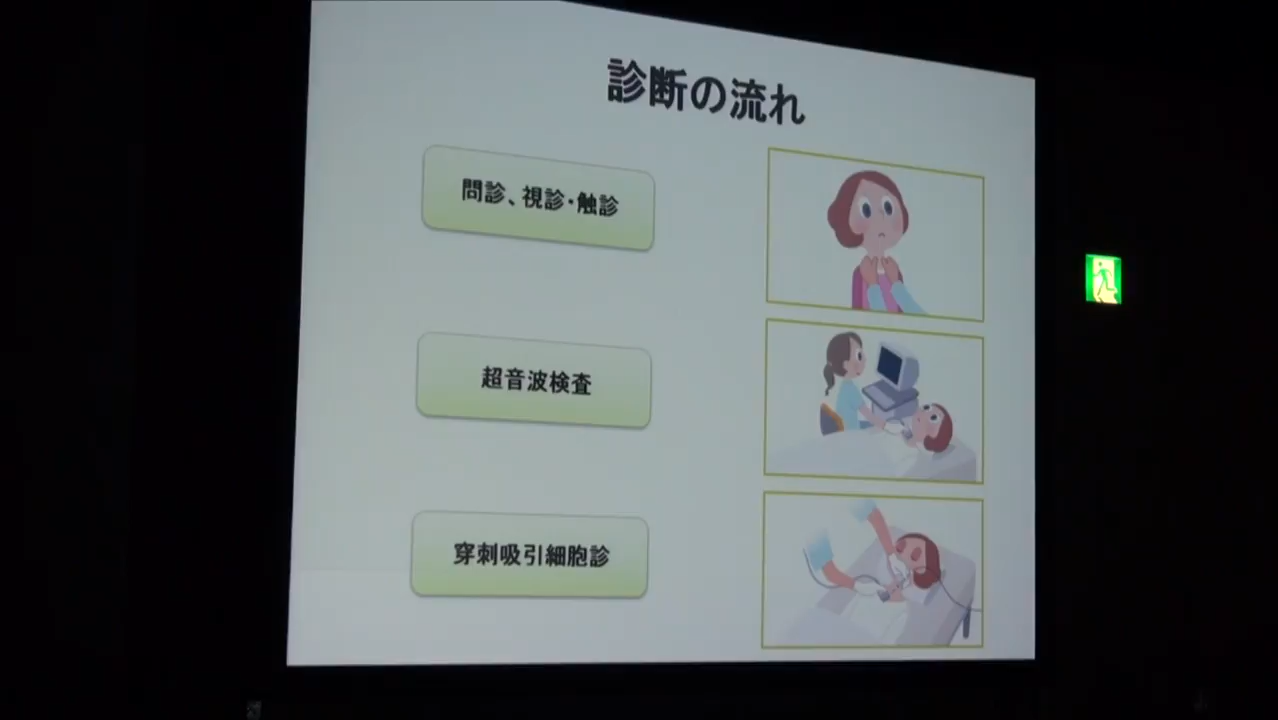 診断の流れ
問診、視診・触診
超音波検査
穿刺吸引細胞診